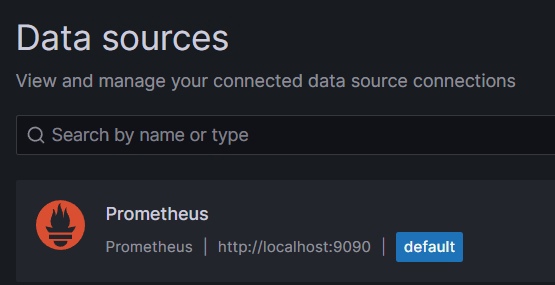 Data sources
View and manage your connected data source connections
Search by name or type
Prometheus
Prometheus | http://localhost:9090 | default